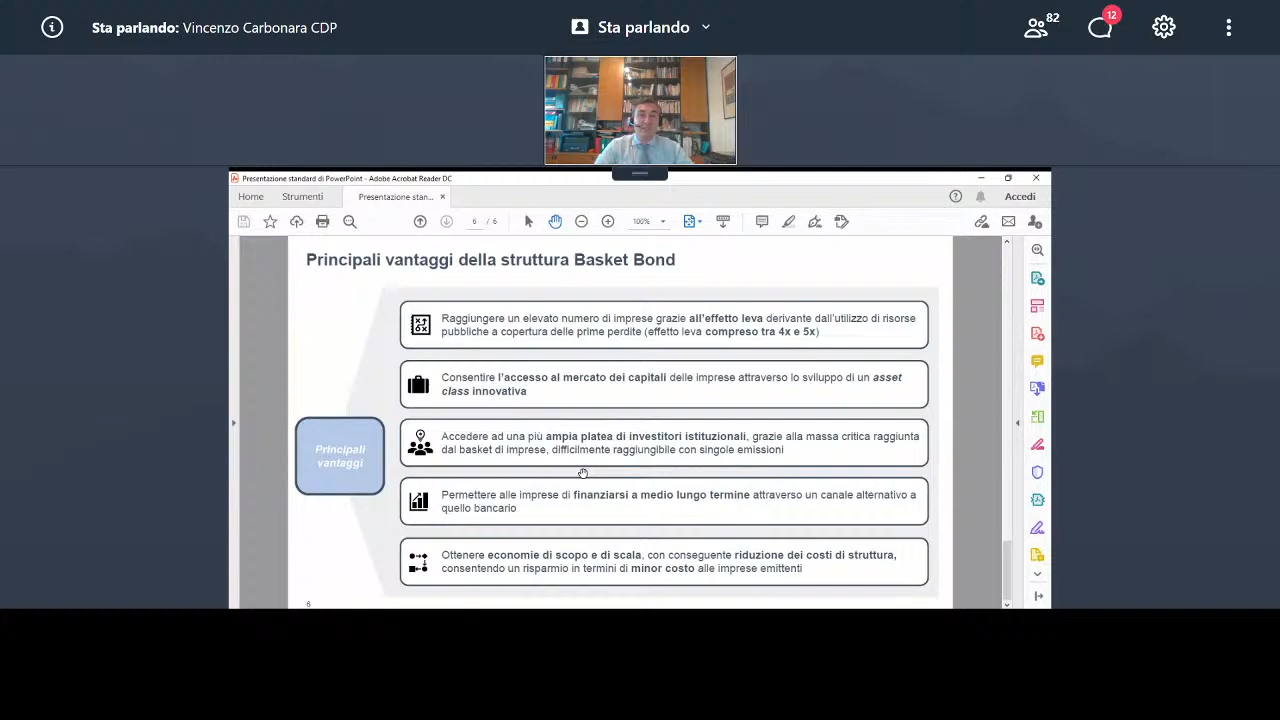 Sta parlando: Vincenzo Carbonara CDP
Sta parlando
82
12
Presentazione standard di PowerPoint - Adobe Acrobat Reader DC
Home Strumenti Presentazione stan... ×
Accedi
6 / 6 100%
Principali vantaggi della struttura Basket Bond
Raggiungere un elevato numero di imprese grazie all'effetto leva derivante dall'utilizzo di risorse
pubbliche a copertura delle prime perdite (effetto leva compreso tra 4x e 5x)
Consentire l'accesso al mercato dei capitali delle imprese attraverso lo sviluppo di un asset
class innovativa
Principali
vantaggi
Accedere ad una più ampia platea di investitori istituzionali, grazie alla massa critica raggiunta
dal basket di imprese, difficilmente raggiungibile con singole emissioni
Permettere alle imprese di finanziarsi a medio lungo termine attraverso un canale alternativo a
quello bancario
Ottenere economie di scopo e di scala, con conseguente riduzione dei costi di struttura,
consentendo un risparmio in termini di minor costo alle imprese emittenti
6